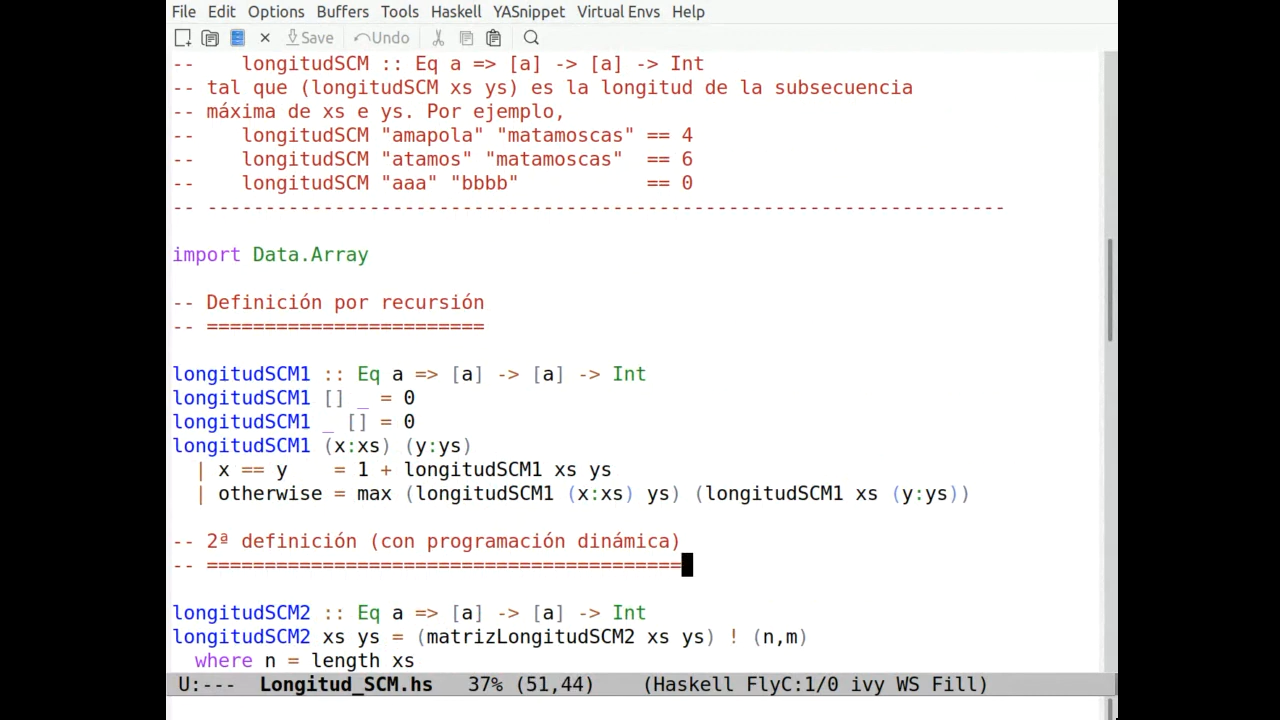 File Edit Options Buffers Tools Haskell YASnippet Virtual Envs Help
Save Undo
--    longitudSCM :: Eq a => [a] -> [a] -> Int
-- tal que (longitudSCM xs ys) es la longitud de la subsecuencia
-- máxima de xs e ys. Por ejemplo,
--    longitudSCM "amapola" "matamoscas" == 4
--    longitudSCM "atamos" "matamoscas"  == 6
--    longitudSCM "aaa" "bbbb"           == 0
-- ---------------------------------------------------------------------
import Data.Array
-- Definición por recursión
-- ========================
longitudSCM1 :: Eq a => [a] -> [a] -> Int
longitudSCM1 [] _ = 0
longitudSCM1 _ [] = 0
longitudSCM1 (x:xs) (y:ys)
  | x == y    = 1 + longitudSCM1 xs ys
  | otherwise = max (longitudSCM1 (x:xs) ys) (longitudSCM1 xs (y:ys))
-- 2ª definición (con programación dinámica)
-- =========================================
longitudSCM2 :: Eq a => [a] -> [a] -> Int
longitudSCM2 xs ys = (matrizLongitudSCM2 xs ys) ! (n,m)
  where n = length xs
U:---  Longitud_SCM.hs   37% (51,44)    (Haskell FlyC:1/0 ivy WS Fill)